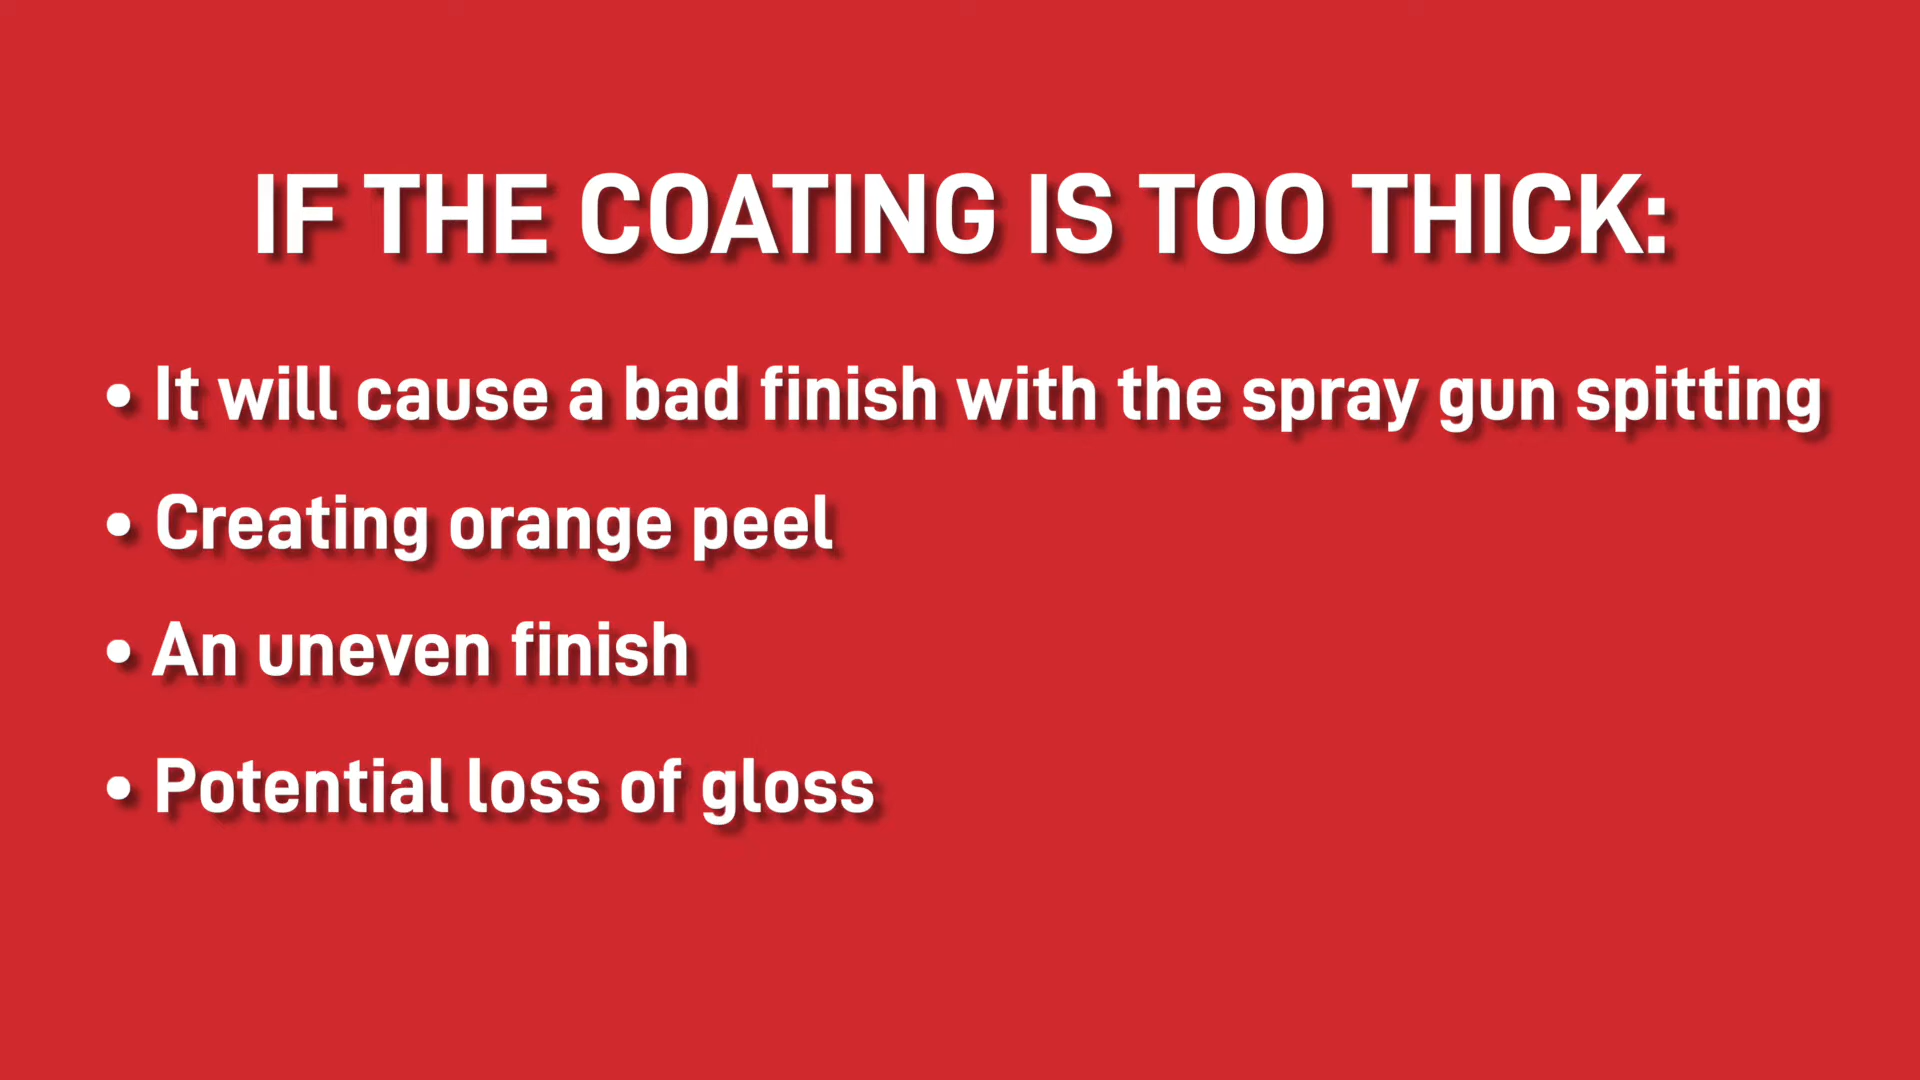 IF THE COATING IS TOO THICK:
• It will cause a bad finish with the spray gun spitting
• Creating orange peel
• An uneven finish
• Potential loss of gloss